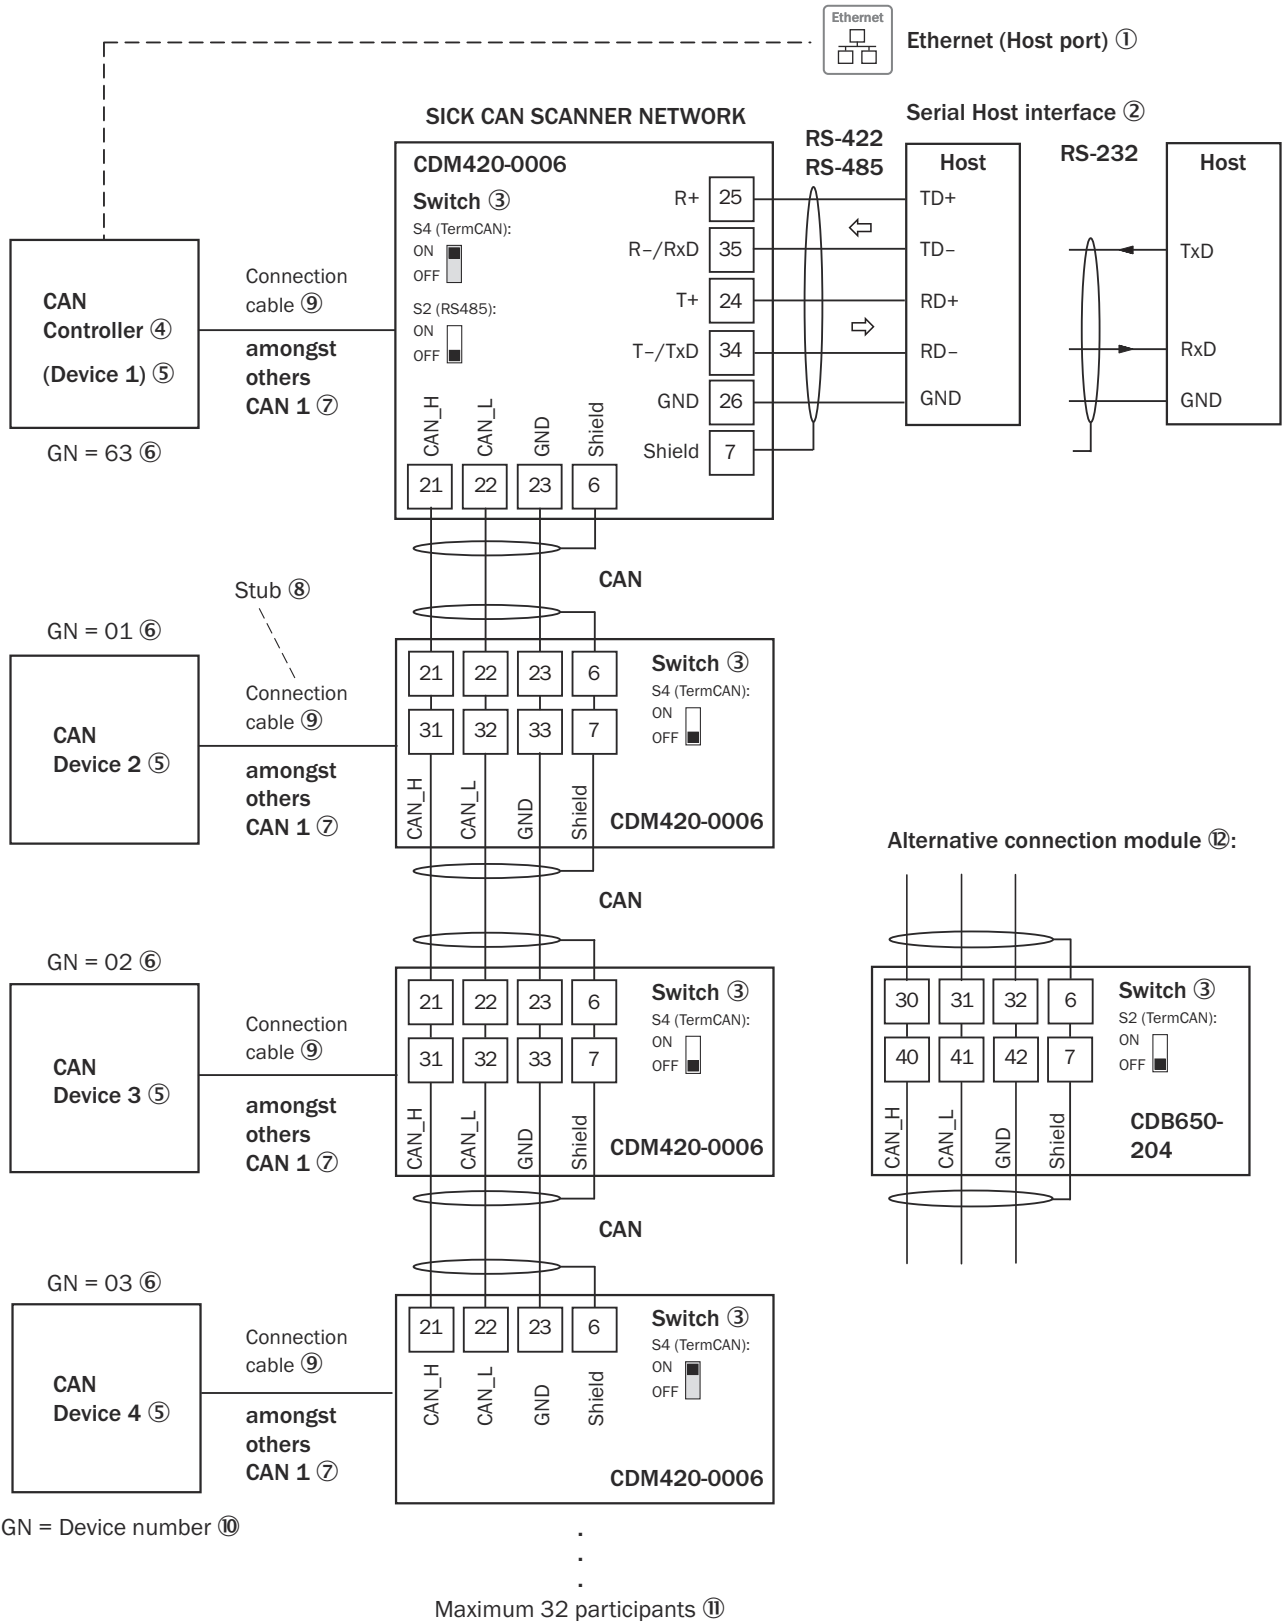 Ethernet
Ethernet (Host port) ①
SICK CAN SCANNER NETWORK
Serial Host interface ②
RS-422
RS-485
RS-232
CDM420-0006
Switch ③
S4 (TermCAN):
ON
OFF
S2 (RS485):
ON
OFF
R+ 25
R–/RxD 35
T+ 24
T–/TxD 34
GND 26
Shield 7
Host
TD+
TD–
RD+
RD–
GND
Host
TxD
RxD
GND
CAN
Controller ④
(Device 1) ⑤
GN = 63 ⑥
Connection
cable ⑨
amongst
others
CAN 1 ⑦
CAN_H CAN_L GND Shield
21 22 23 6
CAN
Stub ⑧
GN = 01 ⑥
CAN
Device 2 ⑤
Connection
cable ⑨
amongst
others
CAN 1 ⑦
21 22 23 6
31 32 33 7
CAN_H CAN_L GND Shield
Switch ③
S4 (TermCAN):
ON
OFF
CDM420-0006
CAN
GN = 02 ⑥
CAN
Device 3 ⑤
Connection
cable ⑨
amongst
others
CAN 1 ⑦
21 22 23 6
31 32 33 7
CAN_H CAN_L GND Shield
Switch ③
S4 (TermCAN):
ON
OFF
CDM420-0006
CAN
Alternative connection module ⑫:
30 31 32 6
40 41 42 7
CAN_H CAN_L GND Shield
Switch ③
S2 (TermCAN):
ON
OFF
CDB650-
204
GN = 03 ⑥
CAN
Device 4 ⑤
Connection
cable ⑨
amongst
others
CAN 1 ⑦
21 22 23 6
CAN_H CAN_L GND Shield
Switch ③
S4 (TermCAN):
ON
OFF
CDM420-0006
GN = Device number ⑩
.
.
.
Maximum 32 participants ⑪